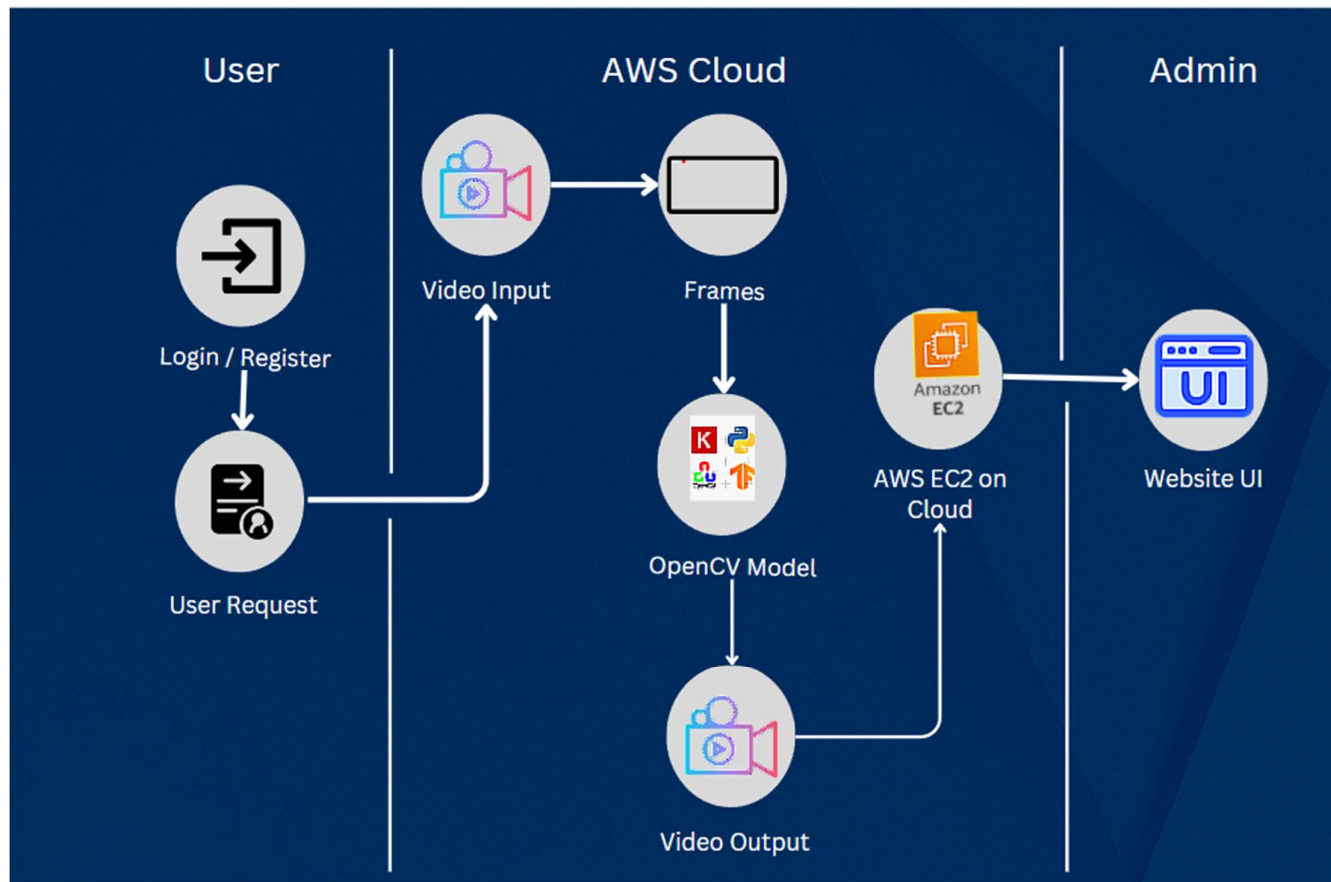 User
AWS Cloud
Admin
Video Input
Frames
Login / Register
User Request
K
OpenCV Model
Video Output
Amazon
EC2
AWS EC2 on
Cloud
UI
Website UI